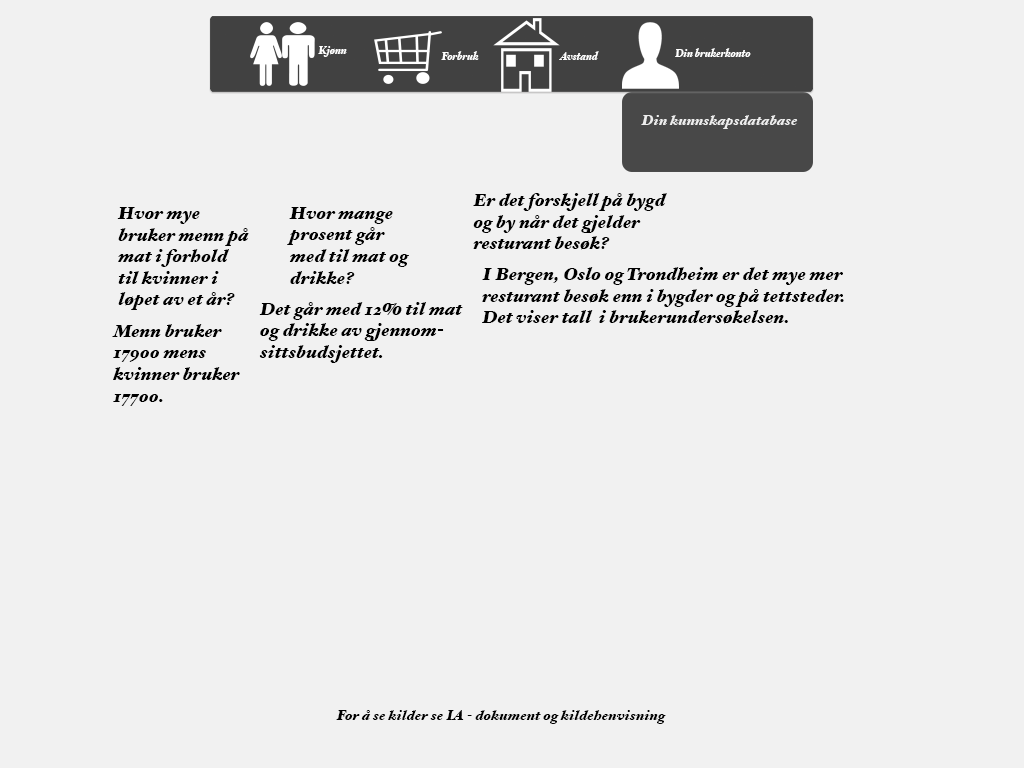 Kjønn
Forbruk
Avstand
Din brukerkonto
Din kunnskapsdatabase
Hvor mye
bruker menn på
mat i forhold
til kvinner i
løpet av et år?
Menn bruker
17900 mens
kvinner bruker
17700.
Hvor mange
prosent går
med til mat og
drikke?
Det går med 12% til mat
og drikke av gjennom-
sittsbudsjettet.
Er det forskjell på bygd
og by når det gjelder
resturant besøk?
I Bergen, Oslo og Trondheim er det mye mer
resturant besøk enn i bygder og på tettsteder.
Det viser tall i brukerundersøkelsen.
For å se kilder se LA - dokument og kildehenvisning